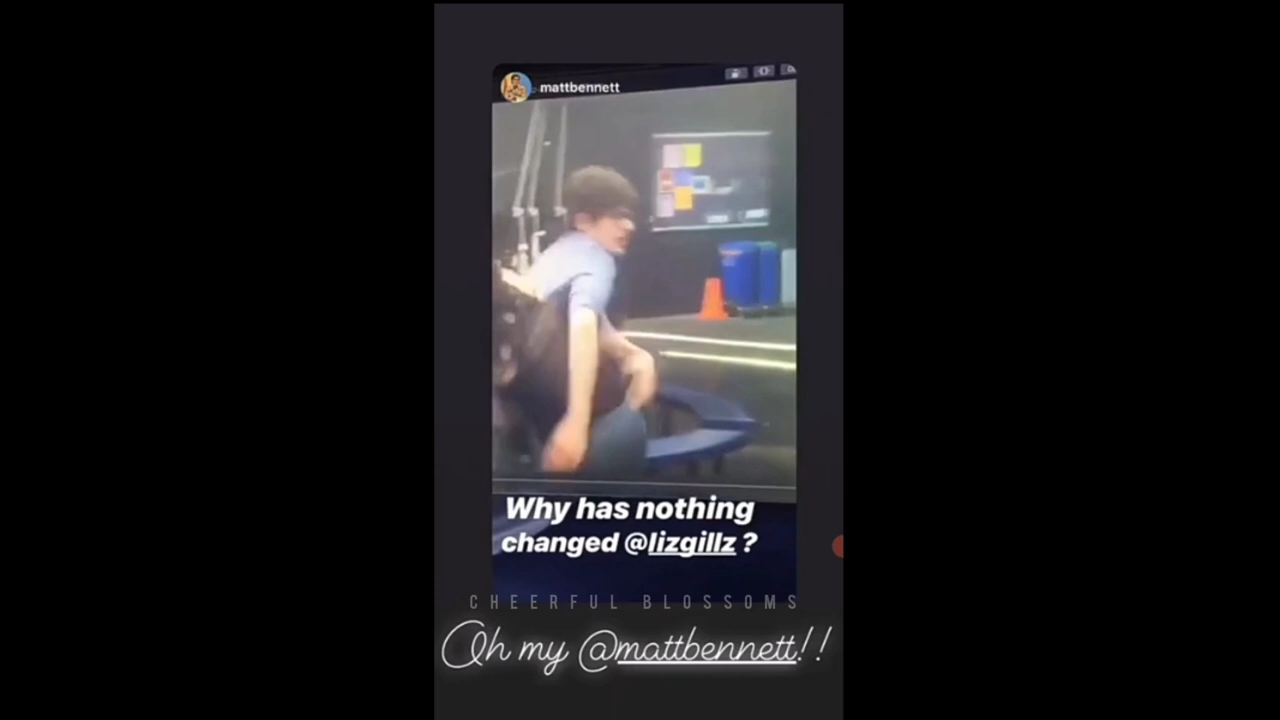 mattbennett
Why has nothing
changed @lizgillz ?
CHEERFUL BLOSSOMS
Oh my @mattbennett!!